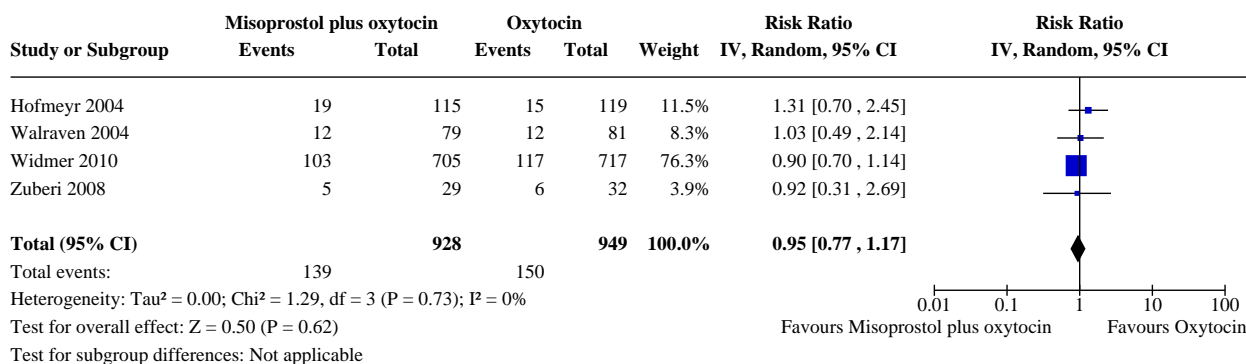 Misoprostol plus oxytocin Oxytocin Risk Ratio Risk Ratio
Study or Subgroup Events Total Events Total Weight IV, Random, 95% CI IV, Random, 95% CI
Hofmeyr 2004 19 115 15 119 11.5% 1.31 [0.70 , 2.45]
Walraven 2004 12 79 12 81 8.3% 1.03 [0.49 , 2.14]
Widmer 2010 103 705 117 717 76.3% 0.90 [0.70 , 1.14]
Zuberi 2008 5 29 6 32 3.9% 0.92 [0.31 , 2.69]
Total (95% CI) 928 949 100.0% 0.95 [0.77 , 1.17]
Total events: 139 150
Heterogeneity: Tau² = 0.00; Chi² = 1.29, df = 3 (P = 0.73); I² = 0%
0.01 0.1 1 10 100
Test for overall effect: Z = 0.50 (P = 0.62) Favours Misoprostol plus oxytocin Favours Oxytocin
Test for subgroup differences: Not applicable